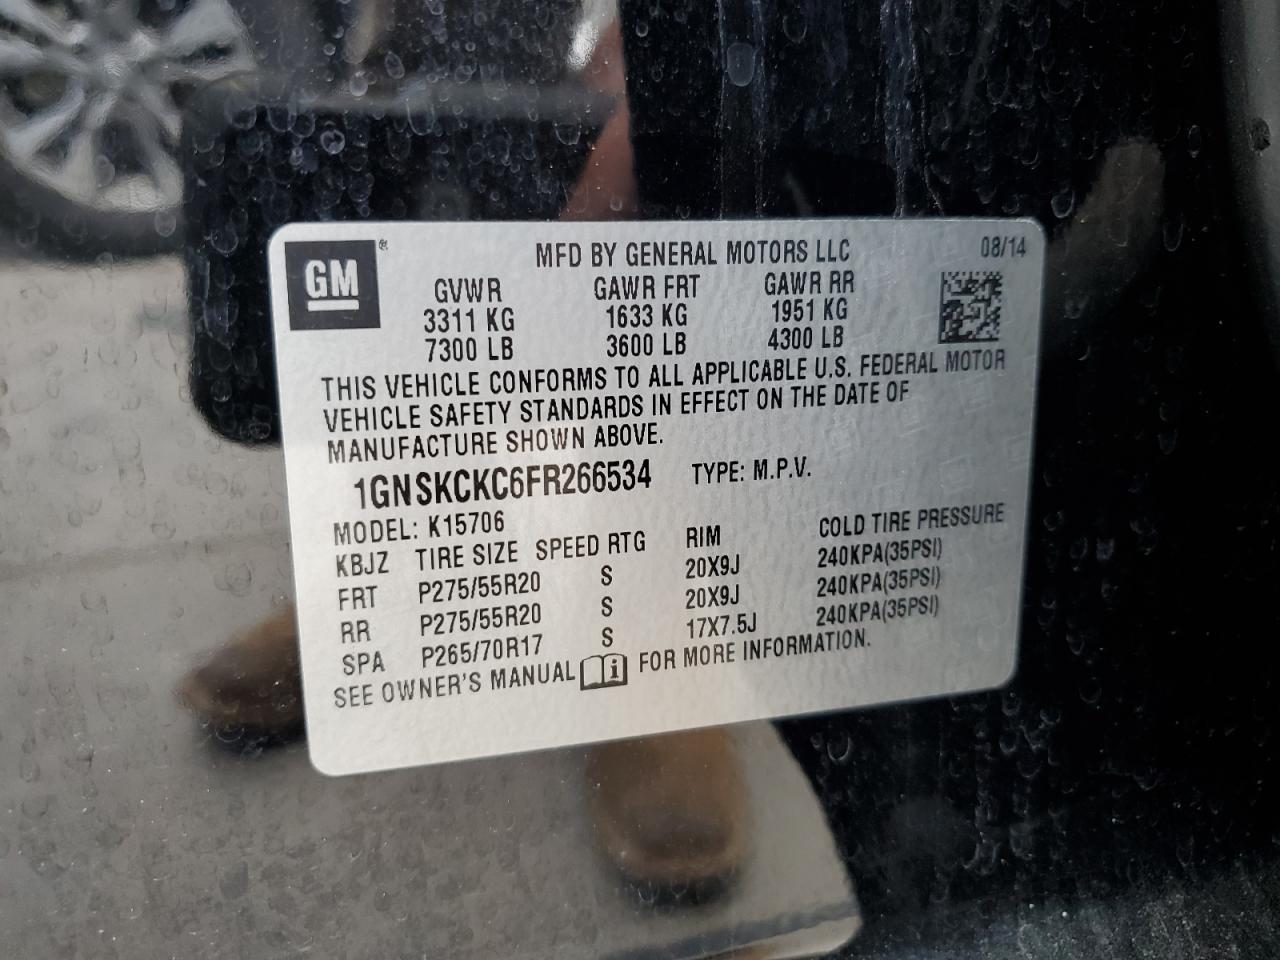 GM ®
MFD BY GENERAL MOTORS LLC 08/14
GVWR GAWR FRT GAWR RR
3311 KG 1633 KG 1951 KG
7300 LB 3600 LB 4300 LB
THIS VEHICLE CONFORMS TO ALL APPLICABLE U.S. FEDERAL MOTOR
VEHICLE SAFETY STANDARDS IN EFFECT ON THE DATE OF
MANUFACTURE SHOWN ABOVE.
1GNSKCKC6FR266534 TYPE: M.P.V.
MODEL: K15706
KBJZ TIRE SIZE SPEED RTG RIM COLD TIRE PRESSURE
FRT P275/55R20 S 20X9J 240KPA(35PSI)
RR P275/55R20 S 20X9J 240KPA(35PSI)
SPA P265/70R17 S 17X7.5J 240KPA(35PSI)
SEE OWNER'S MANUAL i FOR MORE INFORMATION.